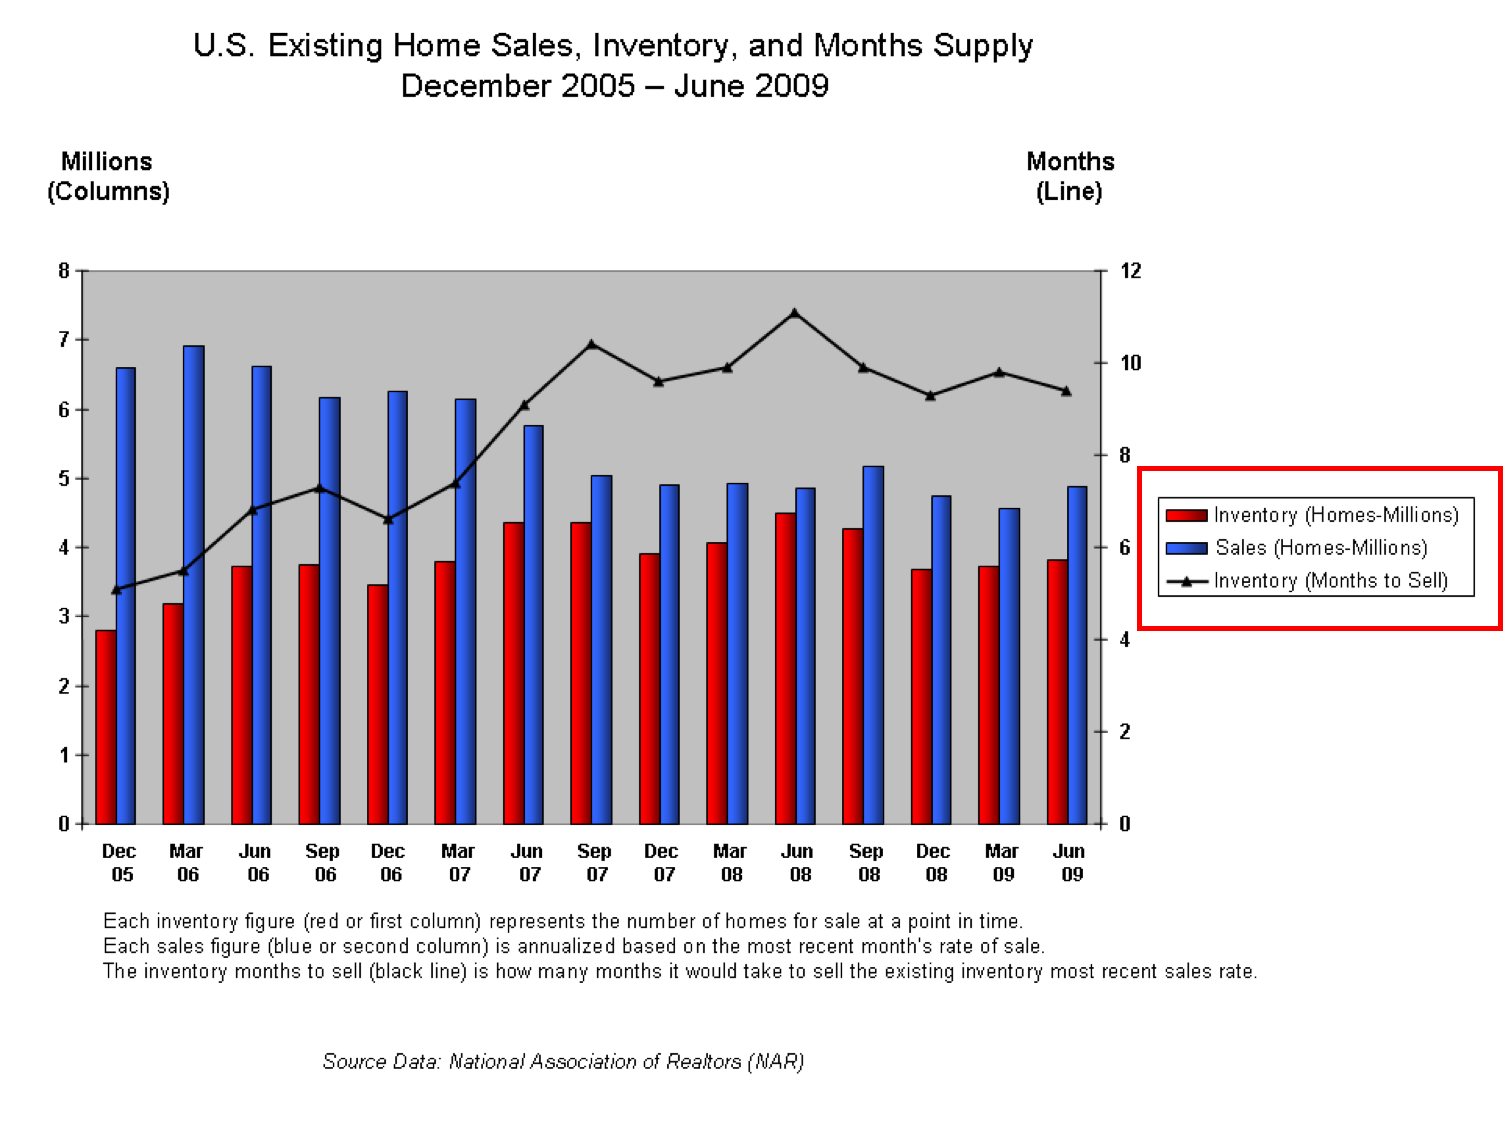 U.S. Existing Home Sales, Inventory, and Months Supply
December 2005 – June 2009
Millions
(Columns)
Months
(Line)
8
7
6
5
4
3
2
1
0
12
10
8
6
4
2
0
Inventory (Homes-Millions)
Sales (Homes-Millions)
Inventory (Months to Sell)
Dec Mar Jun Sep Dec Mar Jun Sep Dec Mar Jun Sep Dec Mar Jun
05 06 06 06 06 07 07 07 07 08 08 08 08 09 09
Each inventory figure (red or first column) represents the number of homes for sale at a point in time.
Each sales figure (blue or second column) is annualized based on the most recent month's rate of sale.
The inventory months to sell (black line) is how many months it would take to sell the existing inventory most recent sales rate.
Source Data: National Association of Realtors (NAR)